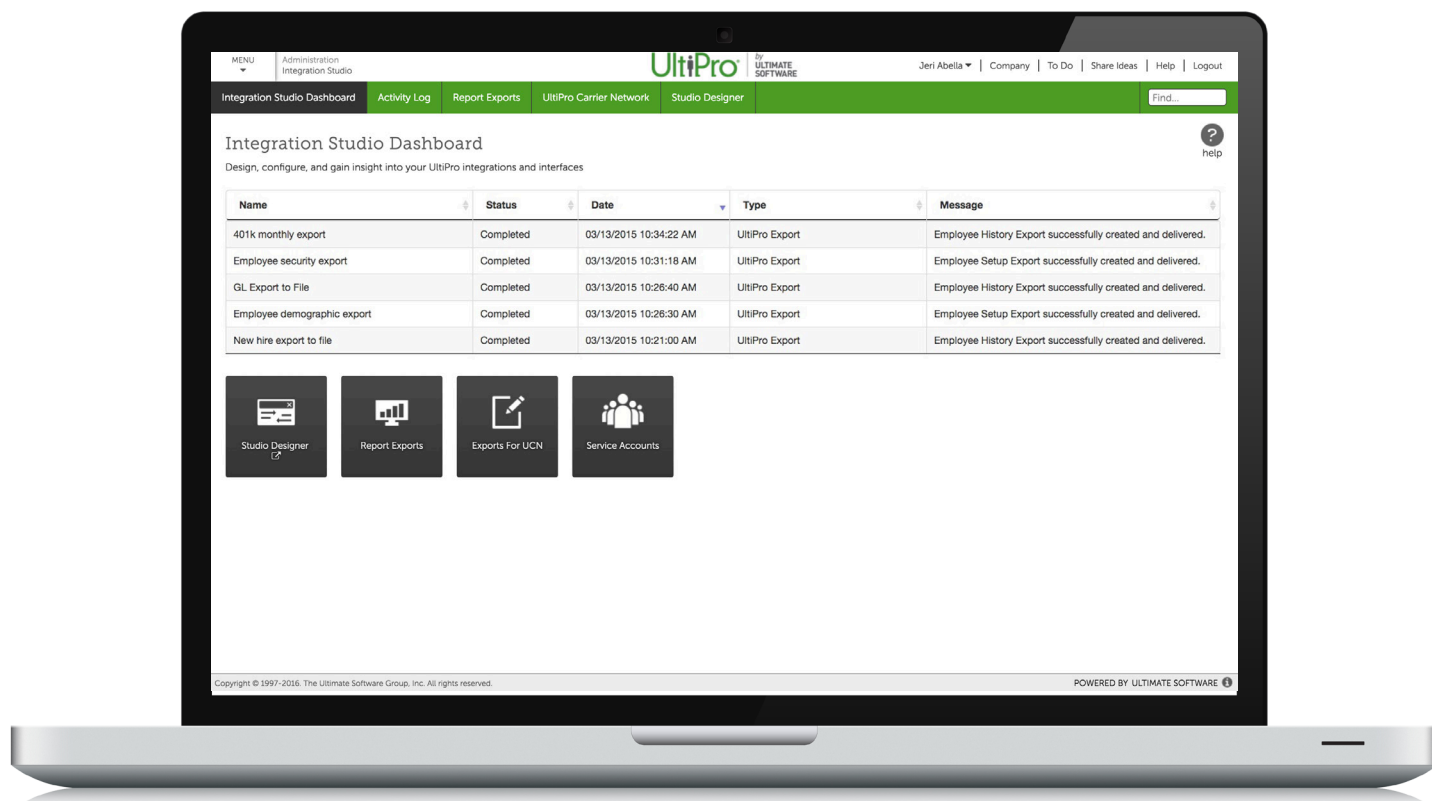 MENU
Administration
Integration Studio
UltiPro by ULTIMATE SOFTWARE
Jeri Abella | Company | To Do | Share Ideas | Help | Logout
Integration Studio Dashboard Activity Log Report Exports UltiPro Carrier Network Studio Designer Find...
Integration Studio Dashboard
? help
Design, configure, and gain insight into your UltiPro integrations and interfaces
Name Status Date Type Message
401k monthly export Completed 03/13/2015 10:34:22 AM UltiPro Export Employee History Export successfully created and delivered.
Employee security export Completed 03/13/2015 10:31:18 AM UltiPro Export Employee Setup Export successfully created and delivered.
GL Export to File Completed 03/13/2015 10:26:40 AM UltiPro Export Employee History Export successfully created and delivered.
Employee demographic export Completed 03/13/2015 10:26:30 AM UltiPro Export Employee Setup Export successfully created and delivered.
New hire export to file Completed 03/13/2015 10:21:00 AM UltiPro Export Employee History Export successfully created and delivered.
Studio Designer Report Exports Exports For UCN Service Accounts
Copyright © 1997-2016. The Ultimate Software Group, Inc. All rights reserved. POWERED BY ULTIMATE SOFTWARE